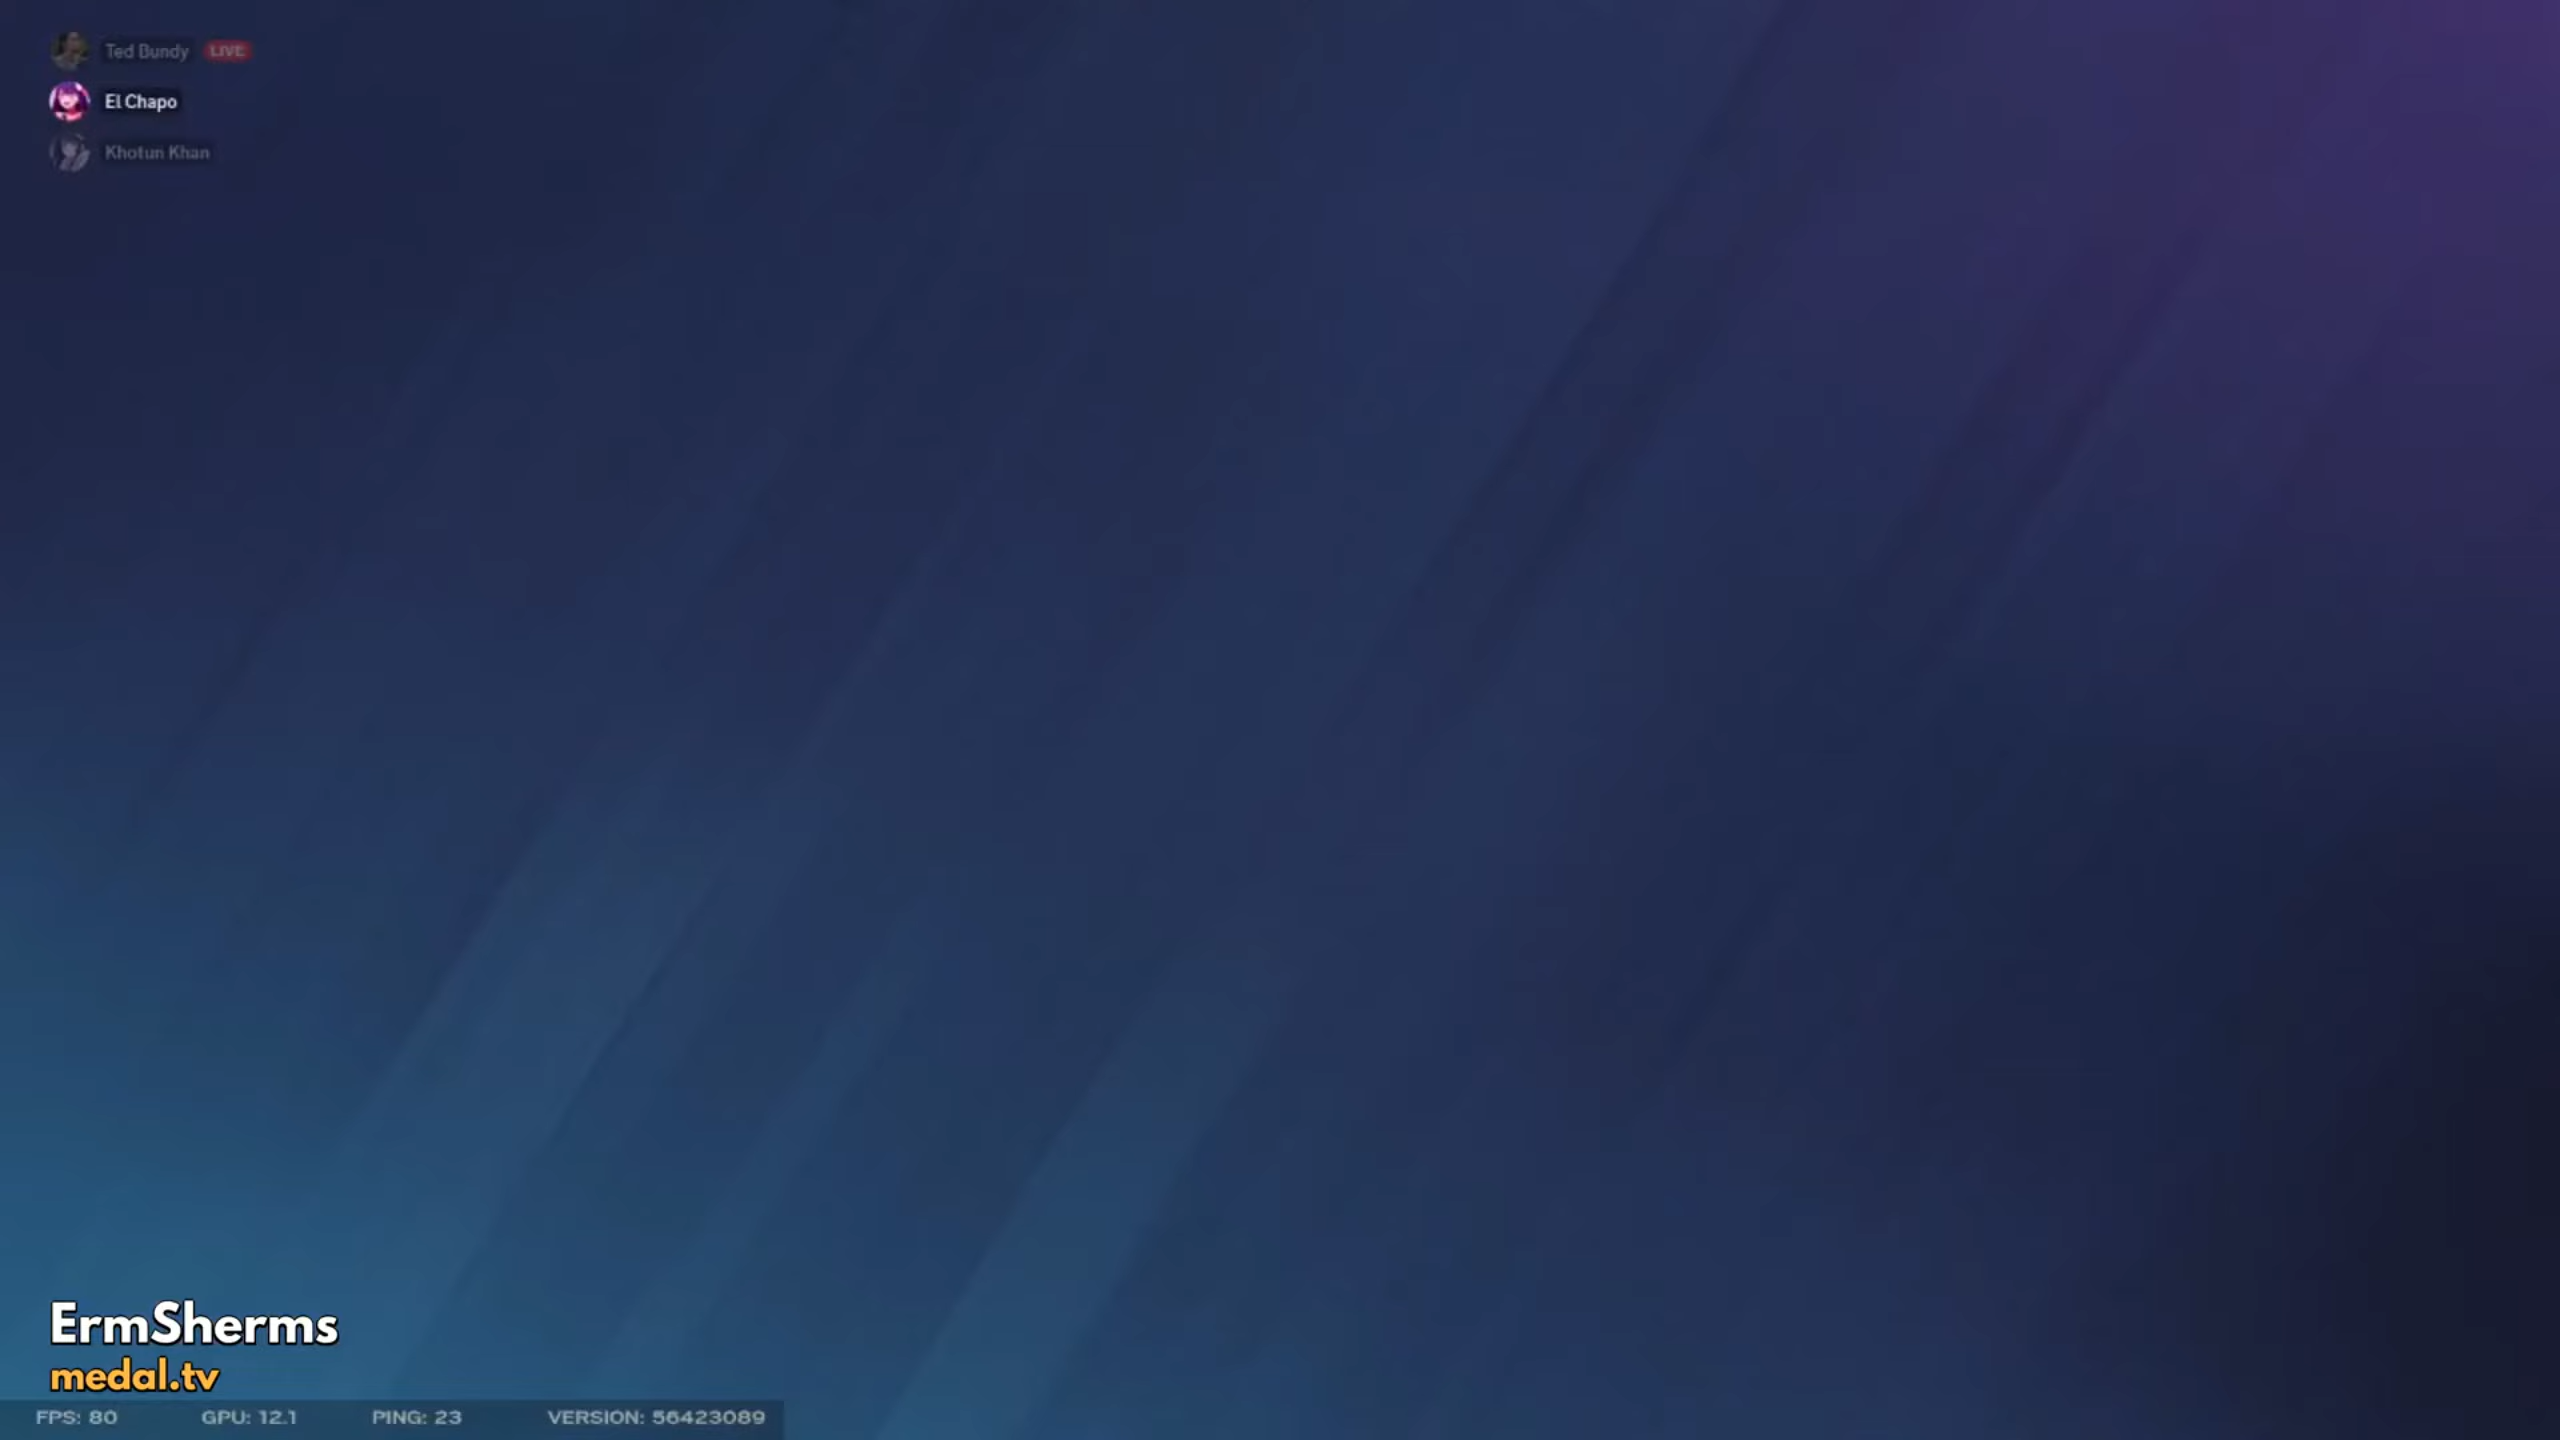 Ted Bundy LIVE
El Chapo
Khotun Khan
ErmSherms
medal.tv
FPS: 80 GPU: 12.1 PING: 23 VERSION: 56423089